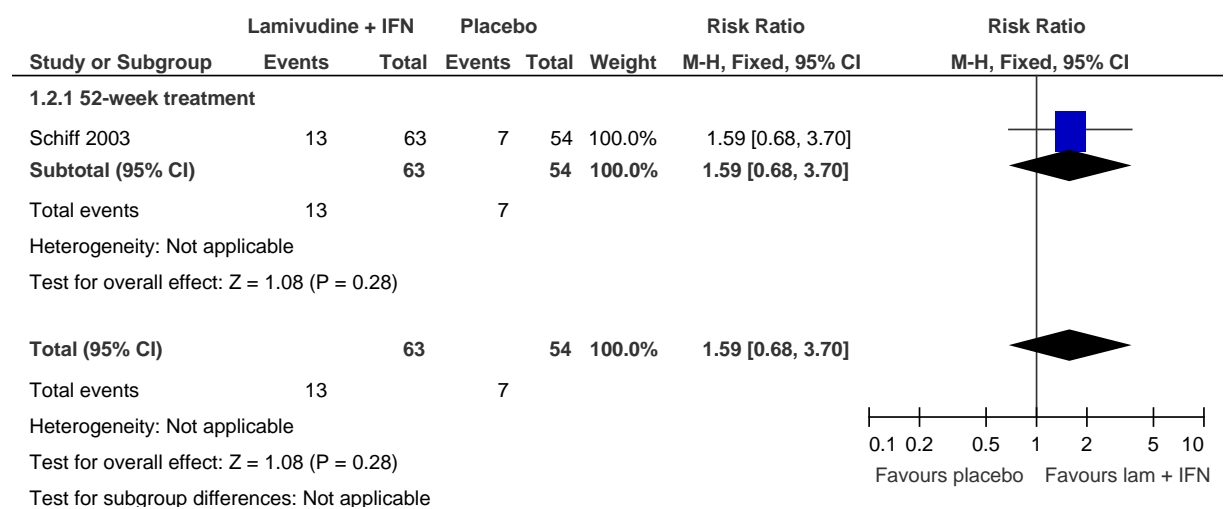 Lamivudine + IFN Placebo Risk Ratio Risk Ratio
Study or Subgroup Events Total Events Total Weight M-H, Fixed, 95% CI M-H, Fixed, 95% CI
1.2.1 52-week treatment
Schiff 2003 13 63 7 54 100.0% 1.59 [0.68, 3.70]
Subtotal (95% CI) 63 54 100.0% 1.59 [0.68, 3.70]
Total events 13 7
Heterogeneity: Not applicable
Test for overall effect: Z = 1.08 (P = 0.28)
Total (95% CI) 63 54 100.0% 1.59 [0.68, 3.70]
Total events 13 7
Heterogeneity: Not applicable
Test for overall effect: Z = 1.08 (P = 0.28)
Test for subgroup differences: Not applicable
0.1 0.2 0.5 1 2 5 10
Favours placebo Favours lam + IFN